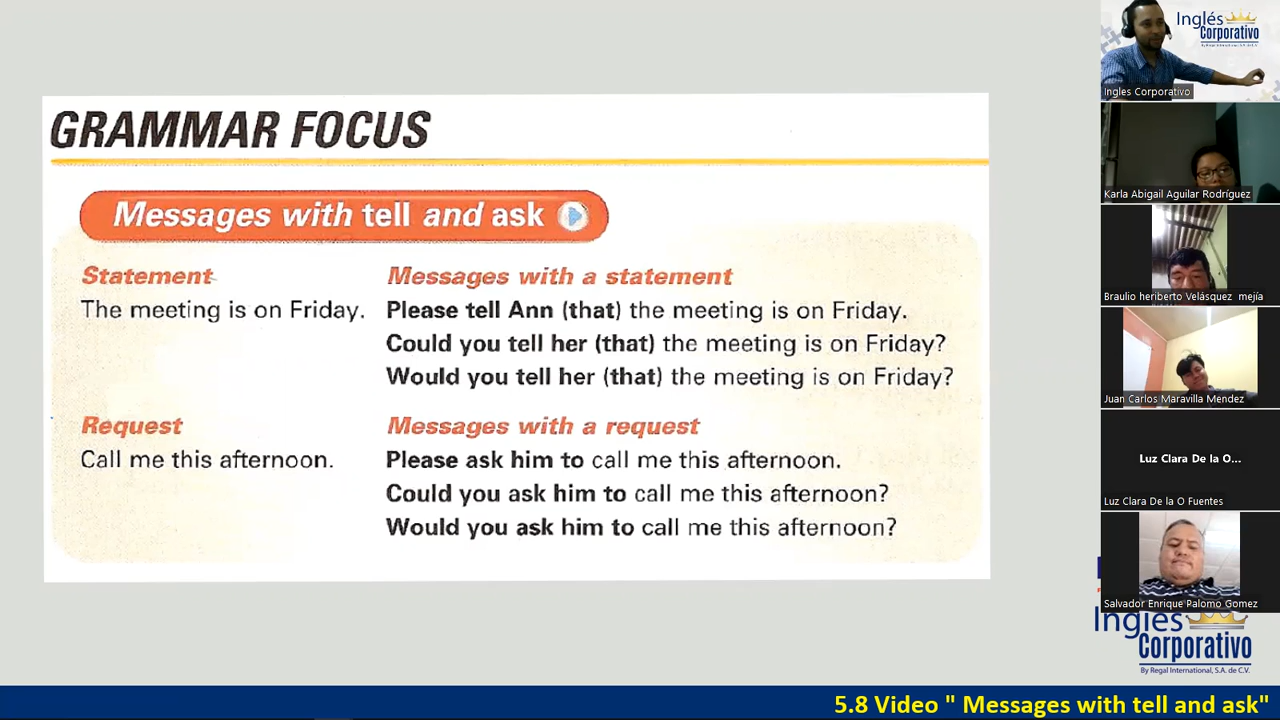 GRAMMAR FOCUS
Messages with tell and ask
Statement
The meeting is on Friday.
Messages with a statement
Please tell Ann (that) the meeting is on Friday.
Could you tell her (that) the meeting is on Friday?
Would you tell her (that) the meeting is on Friday?
Request
Call me this afternoon.
Messages with a request
Please ask him to call me this afternoon.
Could you ask him to call me this afternoon?
Would you ask him to call me this afternoon?
Inglés
Corporativo
By Regal International, S.A. de C.V.
Ingles Corporativo
Karla Abigail Aguilar Rodríguez
Braulio heriberto Velásquez mejía
Juan Carlos Maravilla Mendez
Luz Clara De la O...
Luz Clara De la O Fuentes
Salvador Enrique Palomo Gomez
Inglés
Corporativo
By Regal International, S.A. de C.V.
5.8 Video " Messages with tell and ask"